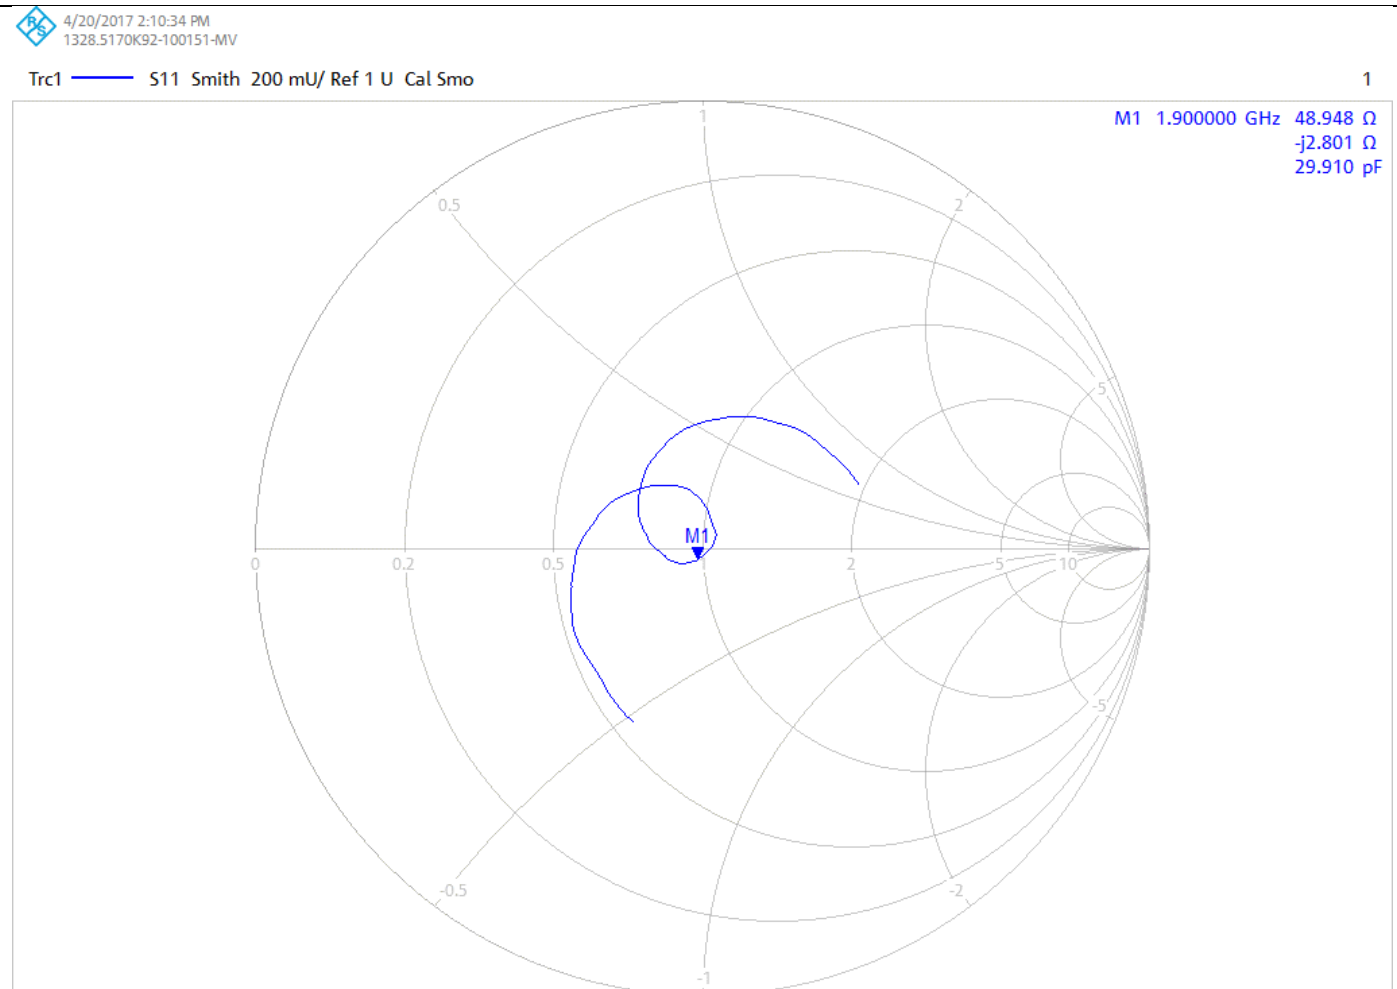 R&S
4/20/2017 2:10:34 PM
1328.5170K92-100151-MV
Trc1 S11 Smith 200 mU/ Ref 1 U Cal Smo 1
M1 1.900000 GHz 48.948 Ω
-j2.801 Ω
29.910 pF
1
0.5
2
5
M1
0 0.2 0.5 1 2 5 10
-5
-0.5
-2
-1